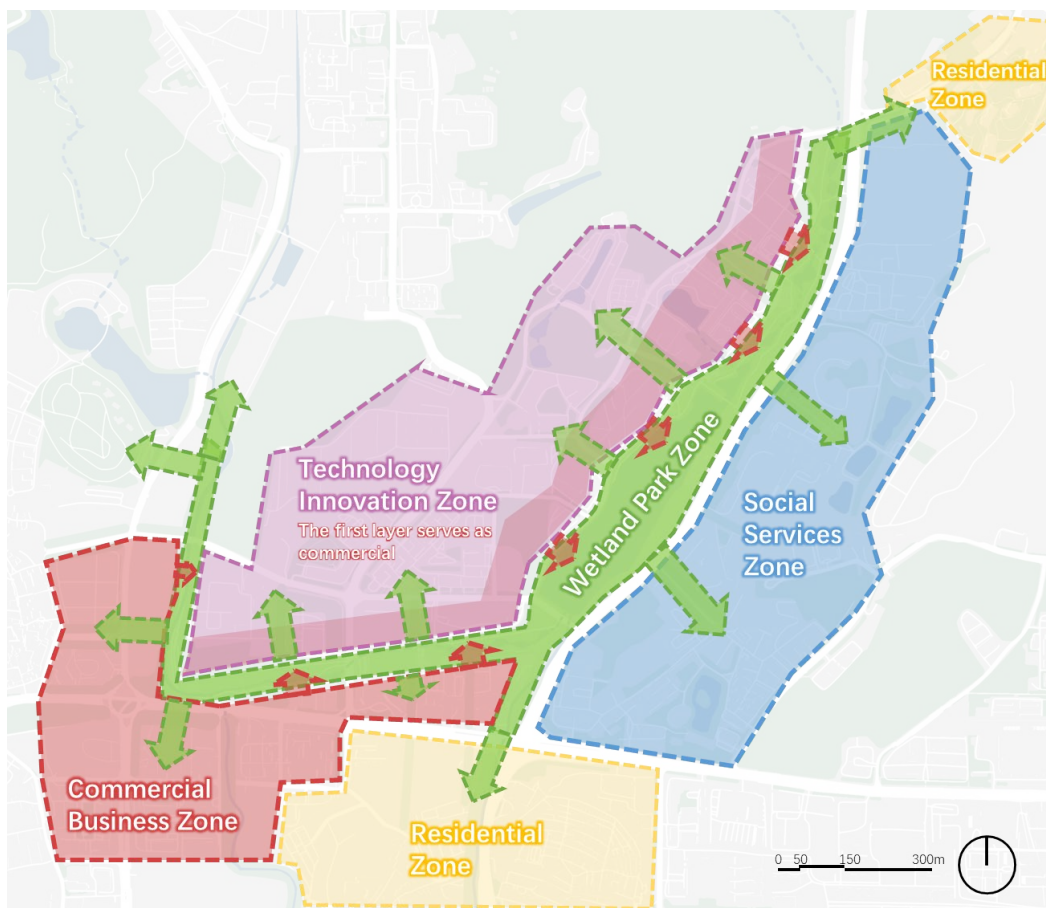 Residential
Zone
Technology
Innovation Zone
The first layer serves as
commercial
Wetland Park Zone
Social
Services
Zone
Commercial
Business Zone
Residential
Zone
0 50 150 300m